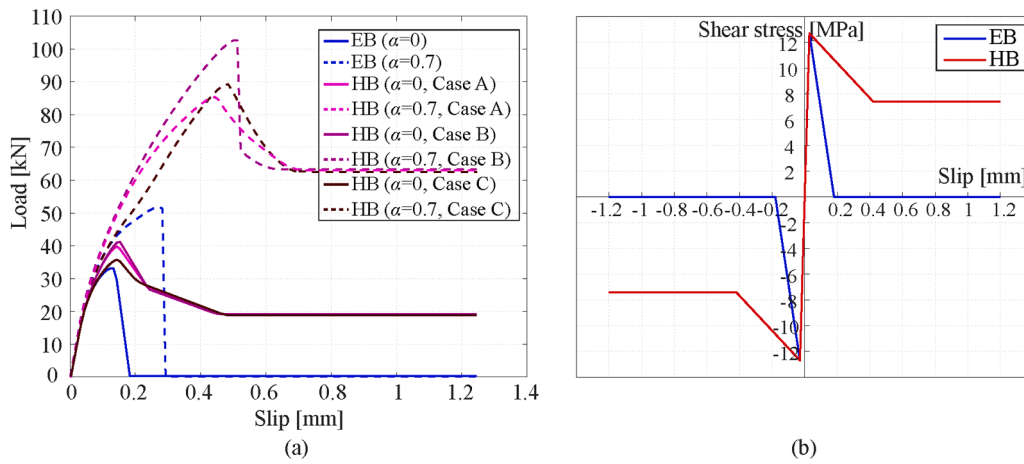 110
100
90
80
70
60
50
40
30
20
10
0
Load [kN]
EB (α=0)
EB (α=0.7)
HB (α=0, Case A)
HB (α=0.7, Case A)
HB (α=0, Case B)
HB (α=0.7, Case B)
HB (α=0, Case C)
HB (α=0.7, Case C)
0 0.2 0.4 0.6 0.8 1 1.2 1.4
Slip [mm]
(a)
Shear stress [MPa]
EB
HB
12
10
8
6
4
2
Slip [mm]
-1.2 -1 -0.8 -0.6 -0.4 -0.2 0.2 0.4 0.6 0.8 1 1.2
-2
-4
-6
-8
-10
-12
(b)